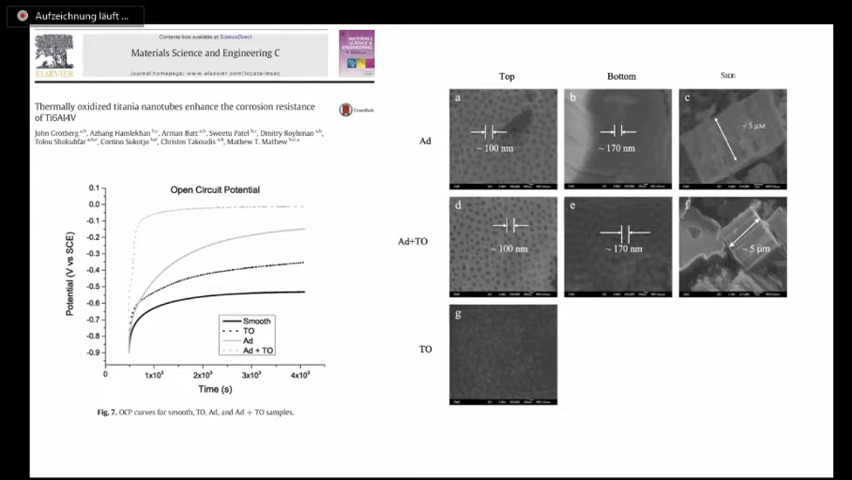 Aufzeichnung läuft ...
ELSEVIER
Contents lists available at ScienceDirect
Materials Science and Engineering C
journal homepage: www.elsevier.com/locate/msec
MATERIALS SCIENCE & ENGINEERING
Thermally oxidized titania nanotubes enhance the corrosion resistance
of Ti6Al4V
CrossMark
John Grotberg a,b, Azhang Hamlekhan b,c, Arman Butt a,b, Sweetu Patel b,c, Dmitry Royhman a,b,
Tolou Shokuhfar, Cortino Sukotjo, Christos Takoudis a,b, Mathew T. Mathew
Open Circuit Potential
Potential (V vs SCE)
0.1
0.0
-0.1
-0.2
-0.3
-0.4
-0.5
-0.6
-0.7
-0.8
-0.9
Smooth
TO
Ad
Ad + TO
0
1x10³
2x10³
3x10³
4x10³
Time (s)
Fig. 7. OCP curves for smooth, TO, Ad, and Ad + TO samples.
Top
Bottom
SIDE
Ad
a
~ 100 nm
b
~ 170 nm
c
~ 5 µM
Ad+TO
d
~ 100 nm
e
~ 170 nm
f
~ 5 µm
TO
g